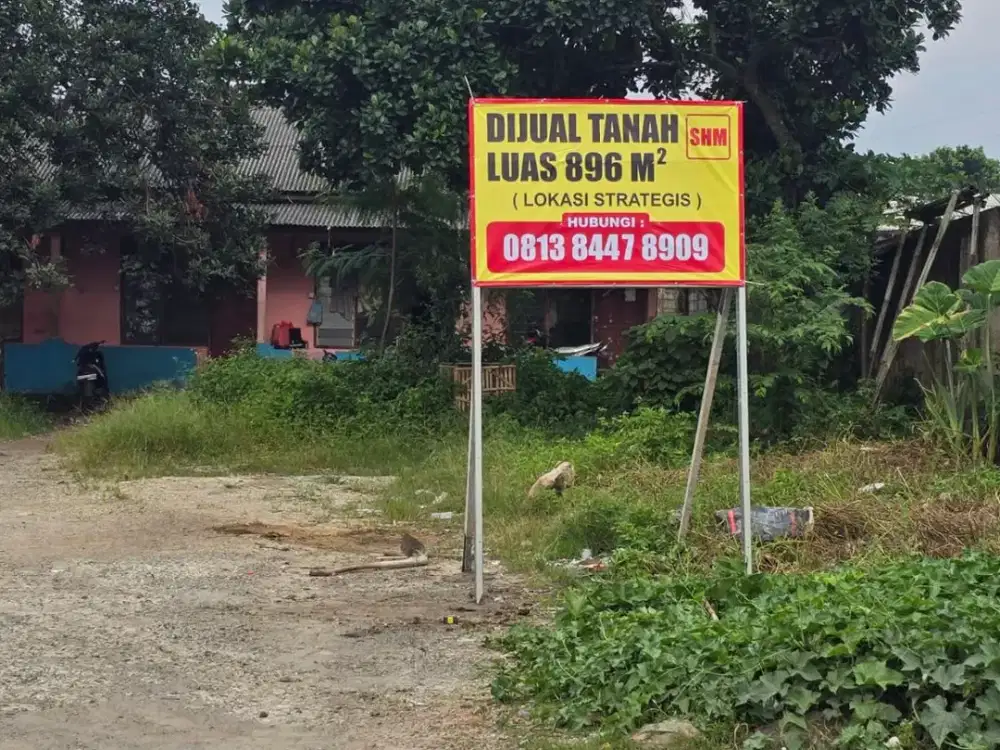 DIJUAL TANAH SHM
LUAS 896 M²
( LOKASI STRATEGIS )
HUBUNGI :
0813 8447 8909